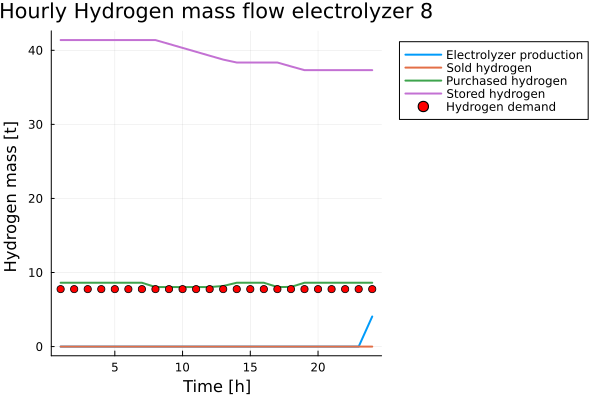 Hourly Hydrogen mass flow electrolyzer 8
Electrolyzer production
Sold hydrogen
Purchased hydrogen
Stored hydrogen
Hydrogen demand
Hydrogen mass [t]
40
30
20
10
0
5 10 15 20
Time [h]